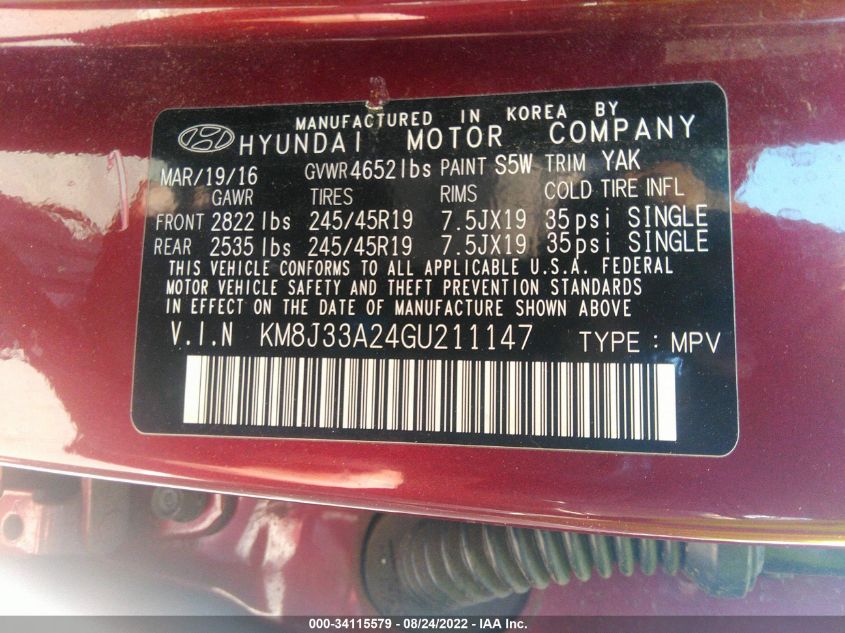 MANUFACTURED IN KOREA BY
HYUNDAI MOTOR COMPANY
MAR/19/16 GVWR 4652 lbs PAINT S5W TRIM YAK
GAWR TIRES RIMS COLD TIRE INFL
FRONT 2822 lbs 245/45R19 7.5JX19 35psi SINGLE
REAR 2535 lbs 245/45R19 7.5JX19 35psi SINGLE
THIS VEHICLE CONFORMS TO ALL APPLICABLE U.S.A. FEDERAL
MOTOR VEHICLE SAFETY AND THEFT PREVENTION STANDARDS
IN EFFECT ON THE DATE OF MANUFACTURE SHOWN ABOVE
V.I.N KM8J33A24GU211147 TYPE : MPV
000-34115579 - 08/24/2022 - IAA Inc.